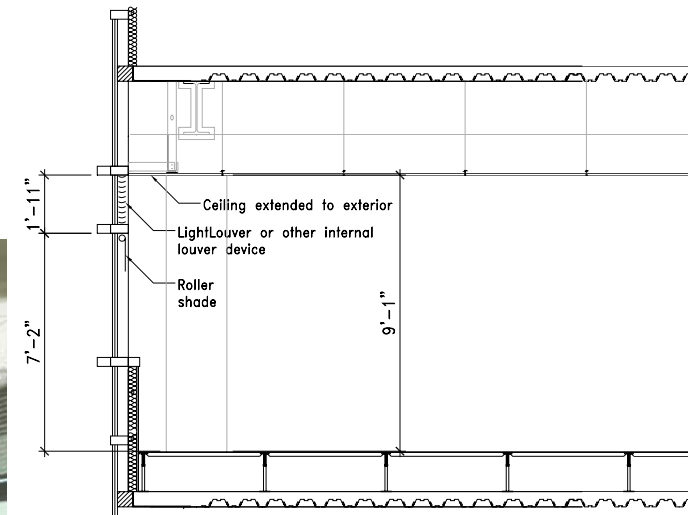 Ceiling extended to exterior
LightLouver or other internal
louver device
Roller
shade
1'-11"
7'-2"
9'-1"